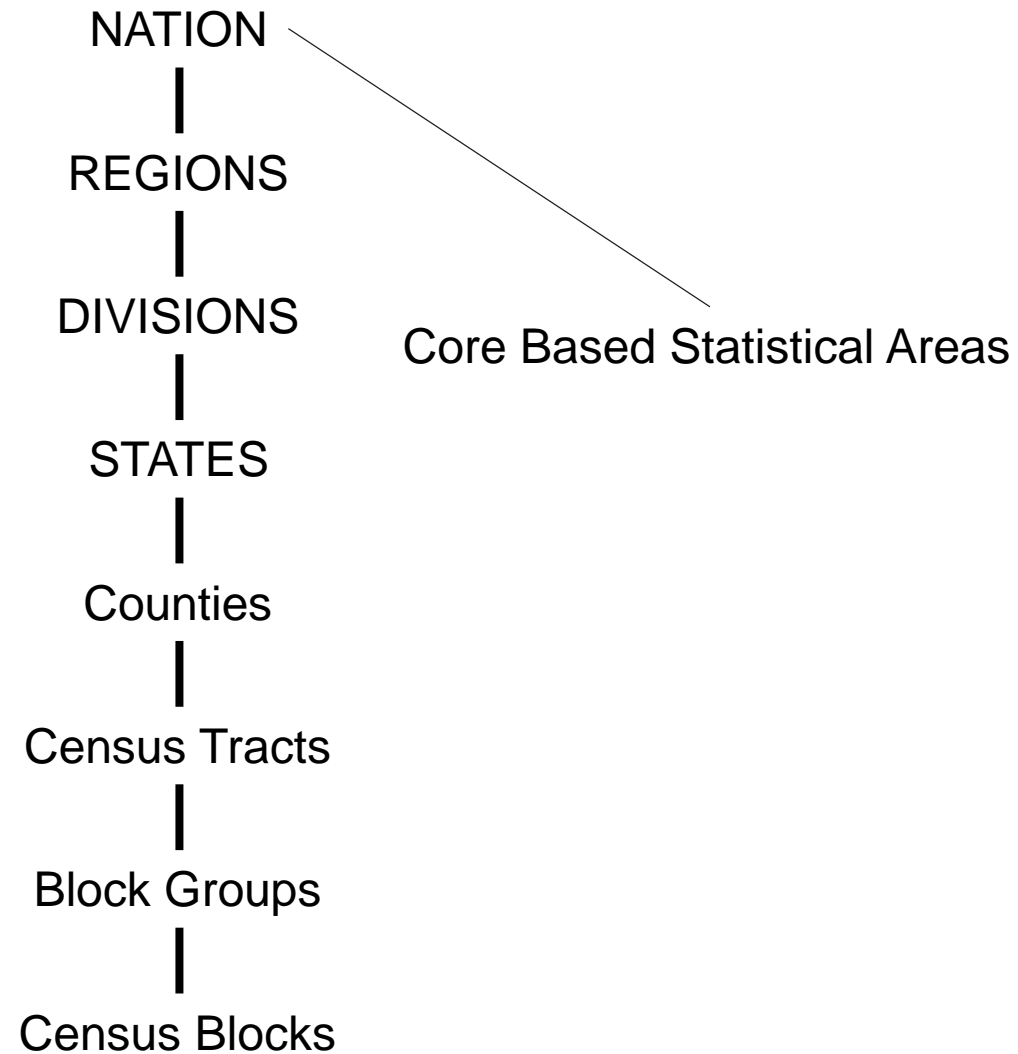 NATION
REGIONS
DIVISIONS
Core Based Statistical Areas
STATES
Counties
Census Tracts
Block Groups
Census Blocks